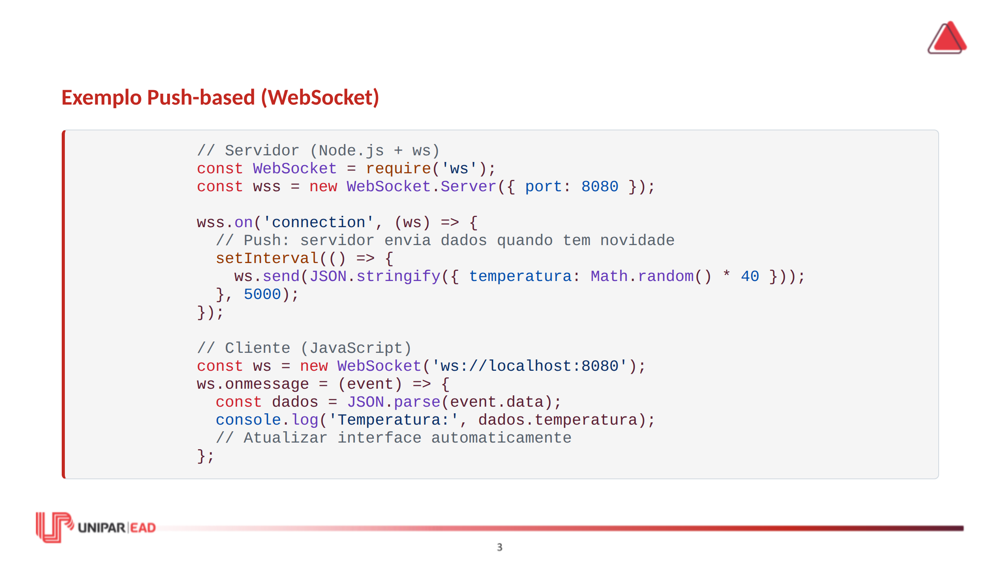 Exemplo Push-based (WebSocket)
// Servidor (Node.js + ws)
const WebSocket = require('ws');
const wss = new WebSocket.Server({ port: 8080 });
wss.on('connection', (ws) => {
  // Push: servidor envia dados quando tem novidade
  setInterval(() => {
    ws.send(JSON.stringify({ temperatura: Math.random() * 40 }));
  }, 5000);
});
// Cliente (JavaScript)
const ws = new WebSocket('ws://localhost:8080');
ws.onmessage = (event) => {
  const dados = JSON.parse(event.data);
  console.log('Temperatura:', dados.temperatura);
  // Atualizar interface automaticamente
};
UNIPAR|EAD
3